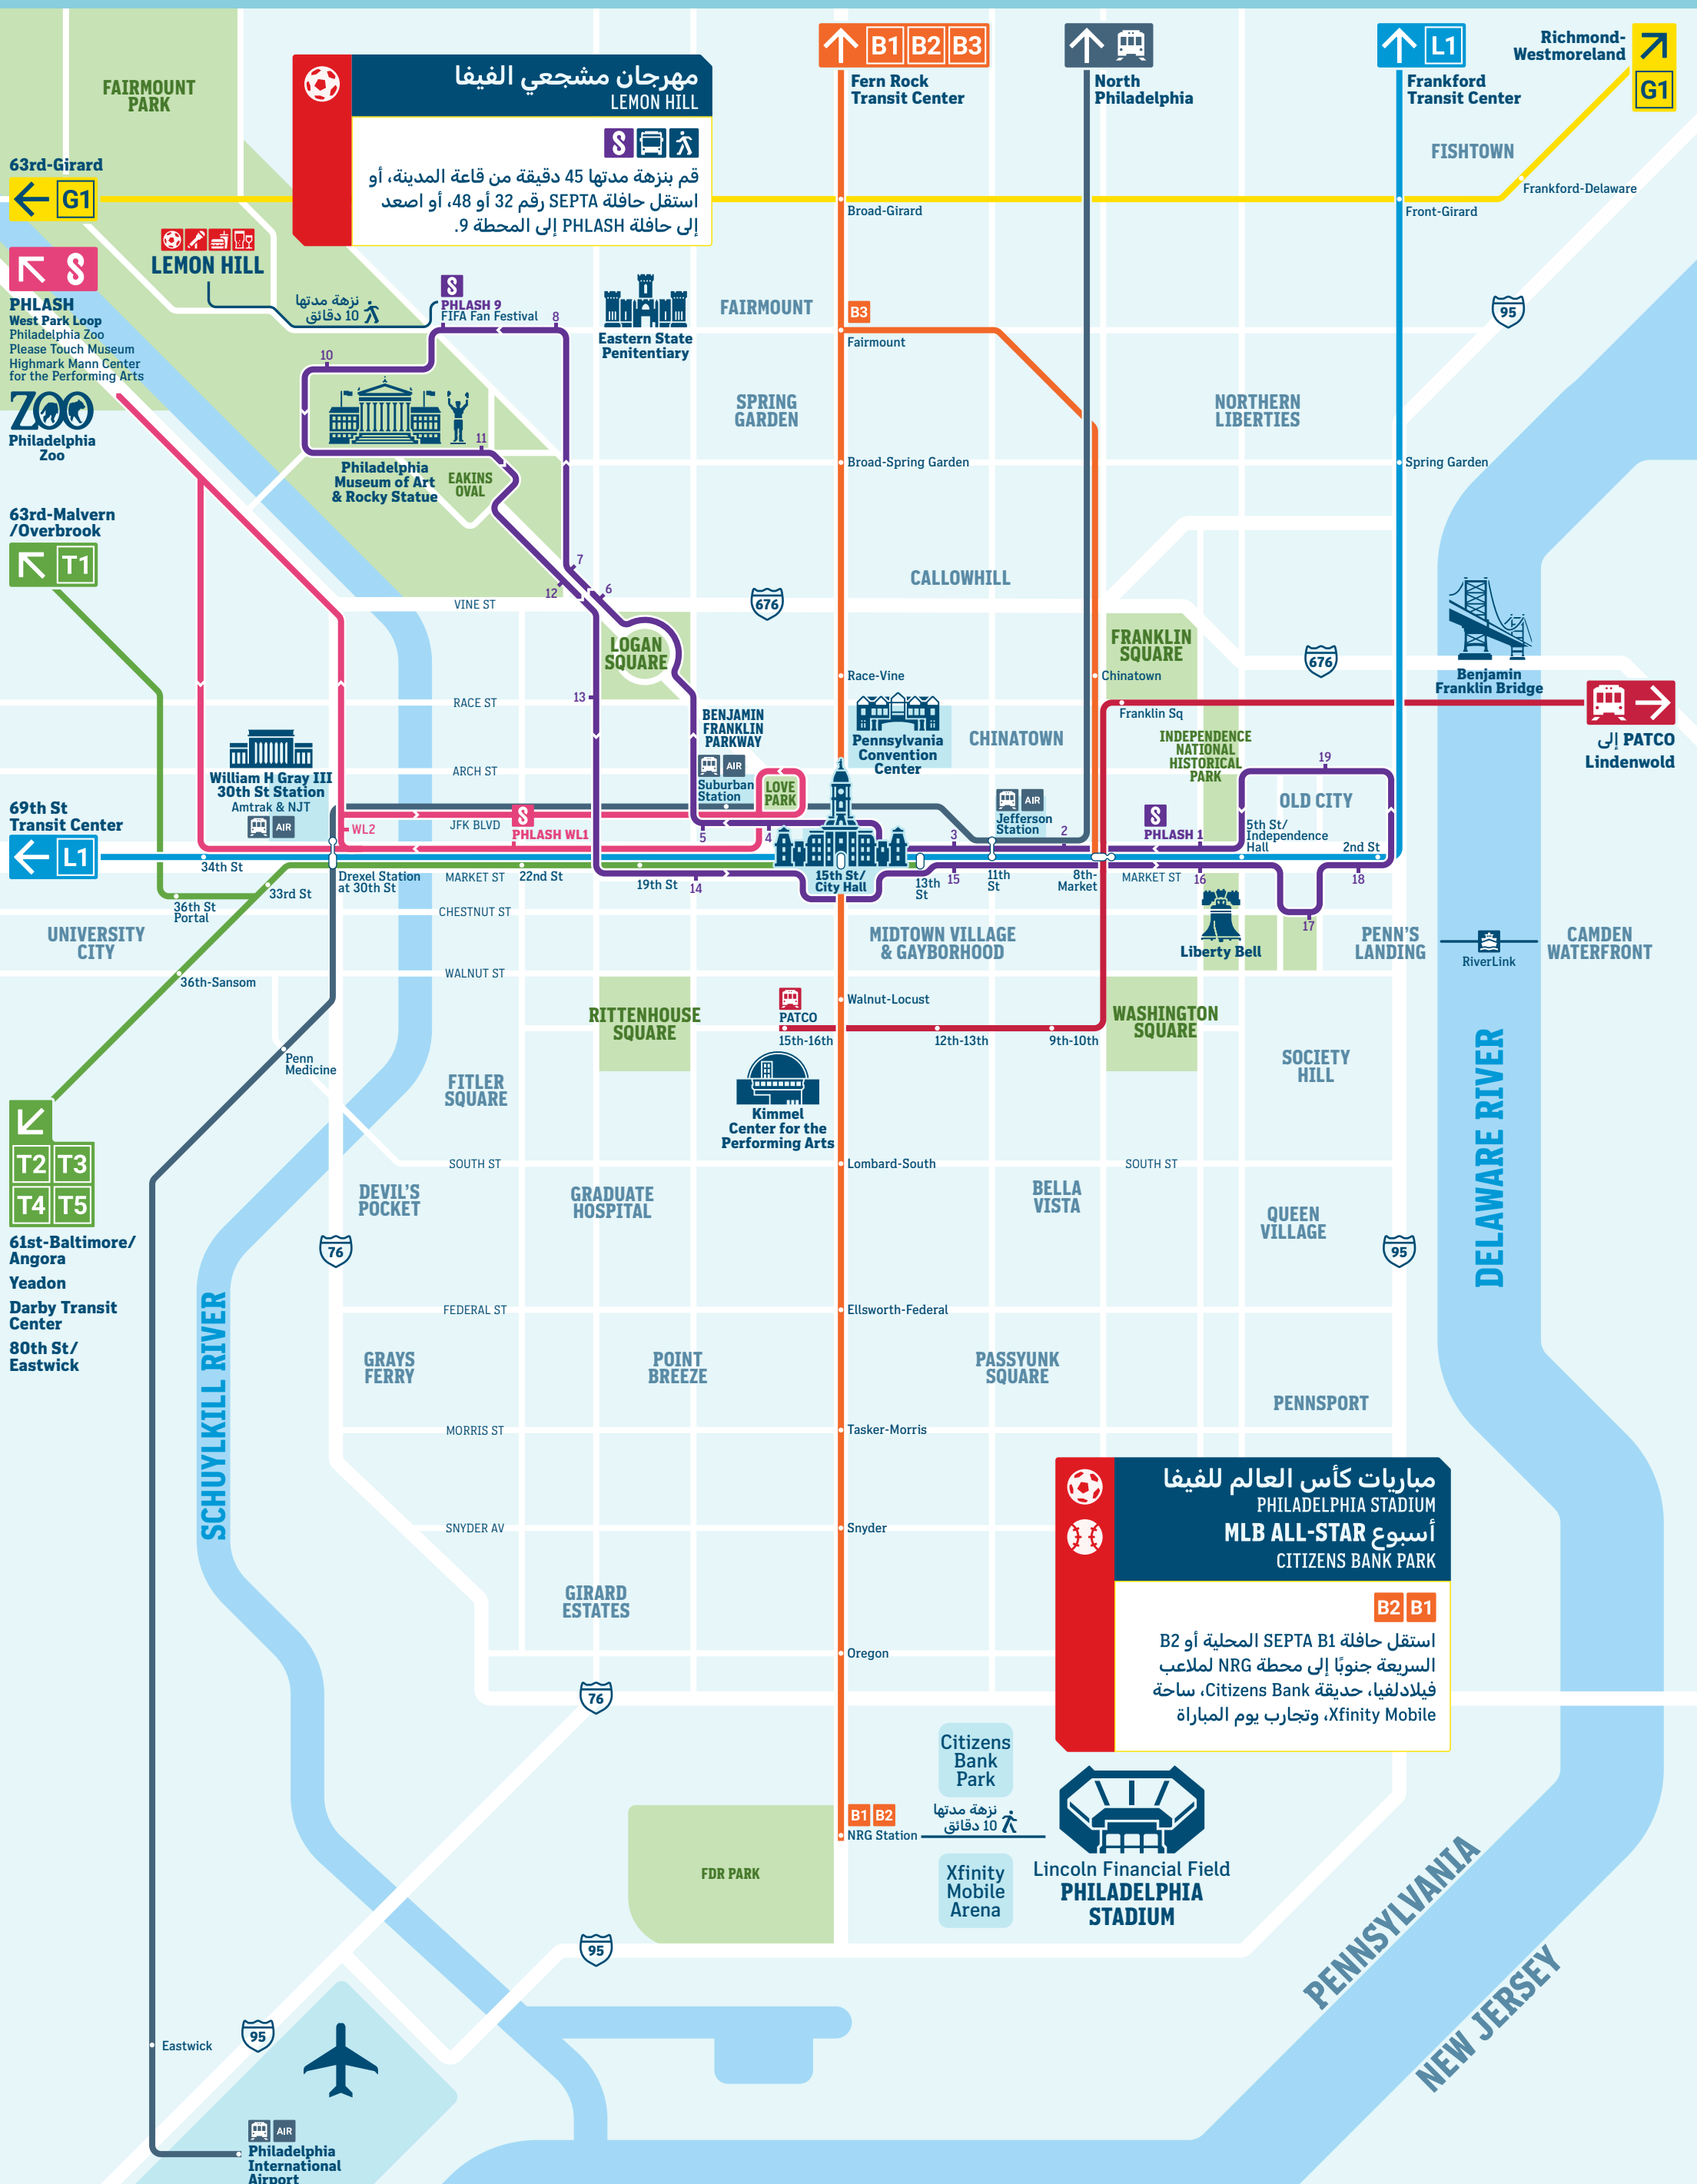 FAIRMOUNT
PARK
مهرجان مشجعي الفيفا
LEMON HILL
S
قم بنزهة مدتها 45 دقيقة من قاعة المدينة، أو
استقل حافلة SEPTA رقم 32 أو 48، أو اصعد
إلى حافلة PHLASH إلى المحطة 9.
B1 B2 B3
Fern Rock
Transit Center
North
Philadelphia
L1
Frankford
Transit Center
Richmond-
Westmoreland
G1
FISHTOWN
Frankford-Delaware
63rd-Girard
G1
Broad-Girard
Front-Girard
S
PHLASH
West Park Loop
Philadelphia Zoo
Please Touch Museum
Highmark Mann Center
for the Performing Arts
ZOO
Philadelphia
Zoo
LEMON HILL
نزهة مدتها
10 دقائق
S
PHLASH 9
FIFA Fan Festival
8
10
11
Eastern State
Penitentiary
FAIRMOUNT
B3
Fairmount
95
SPRING
GARDEN
NORTHERN
LIBERTIES
Philadelphia
Museum of Art
& Rocky Statue
EAKINS
OVAL
Broad-Spring Garden
Spring Garden
63rd-Malvern
/Overbrook
T1
7
12
6
VINE ST
676
CALLOWHILL
LOGAN
SQUARE
FRANKLIN
SQUARE
676
Benjamin
Franklin Bridge
Race-Vine
Chinatown
13
RACE ST
Franklin Sq
إلى PATCO
Lindenwold
BENJAMIN
FRANKLIN
PARKWAY
Pennsylvania
Convention
Center
CHINATOWN
INDEPENDENCE
NATIONAL
HISTORICAL
PARK
19
William H Gray III
30th St Station
Amtrak & NJT
AIR
ARCH ST
AIR
Suburban
Station
LOVE
PARK
AIR
Jefferson
Station
OLD CITY
69th St
Transit Center
L1
WL2
S
PHLASH WL1
JFK BLVD
5
4
3
2
S
PHLASH 1
5th St/
Independence
Hall
2nd St
34th St
Drexel Station
at 30th St
MARKET ST
22nd St
19th St
14
15th St/
City Hall
13th
St
15
11th
St
8th-
Market
MARKET ST
16
18
33rd St
36th St
Portal
CHESTNUT ST
17
UNIVERSITY
CITY
MIDTOWN VILLAGE
& GAYBORHOOD
Liberty Bell
PENN'S
LANDING
RiverLink
CAMDEN
WATERFRONT
36th-Sansom
WALNUT ST
RITTENHOUSE
SQUARE
PATCO
15th-16th
Walnut-Locust
12th-13th
9th-10th
WASHINGTON
SQUARE
Penn
Medicine
FITLER
SQUARE
Kimmel
Center for the
Performing Arts
SOCIETY
HILL
DELAWARE RIVER
T2 T3
T4 T5
61st-Baltimore/
Angora
Yeadon
Darby Transit
Center
80th St/
Eastwick
SOUTH ST
Lombard-South
SOUTH ST
DEVIL'S
POCKET
GRADUATE
HOSPITAL
BELLA
VISTA
QUEEN
VILLAGE
76
95
SCHUYLKILL RIVER
FEDERAL ST
Ellsworth-Federal
GRAYS
FERRY
POINT
BREEZE
PASSYUNK
SQUARE
PENNSPORT
MORRIS ST
Tasker-Morris
SNYDER AV
Snyder
مباريات كأس العالم للفيفا
PHILADELPHIA STADIUM
أسبوع MLB ALL-STAR
CITIZENS BANK PARK
B2 B1
استقل حافلة SEPTA B1 المحلية أو B2
السريعة جنوبًا إلى محطة NRG لملاعب
فيلادلفيا، حديقة Citizens Bank، ساحة
Xfinity Mobile، وتجارب يوم المباراة
GIRARD
ESTATES
Oregon
76
Citizens
Bank
Park
B1 B2
NRG Station
نزهة مدتها
10 دقائق
Xfinity
Mobile
Arena
Lincoln Financial Field
PHILADELPHIA
STADIUM
FDR PARK
95
PENNSYLVANIA
NEW JERSEY
95
Eastwick
AIR
Philadelphia
International
Airport